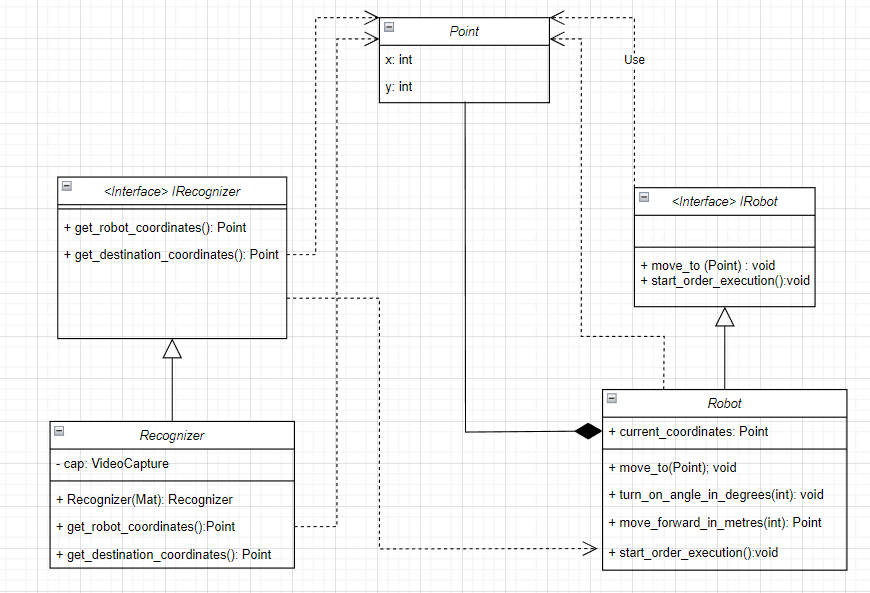 Point
x: int
y: int
Use
<Interface> IRecognizer
+ get_robot_coordinates(): Point
+ get_destination_coordinates(): Point
<Interface> IRobot
+ move_to (Point) : void
+ start_order_execution():void
Recognizer
- cap: VideoCapture
+ Recognizer(Mat): Recognizer
+ get_robot_coordinates():Point
+ get_destination_coordinates(): Point
Robot
+ current_coordinates: Point
+ move_to(Point); void
+ turn_on_angle_in_degrees(int): void
+ move_forward_in_metres(int): Point
+ start_order_execution():void